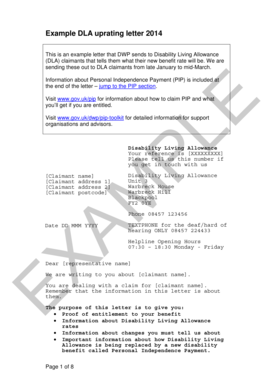 Example DLA uprating letter 2014
This is an example letter that DWP sends to Disability Living Allowance
(DLA) claimants that tells them what their new benefit rate will be. We are
sending these out to DLA claimants from late January to mid-March.
Information about Personal Independence Payment (PIP) is included at
the end of the letter – jump to the PIP section.
Visit www.gov.uk/pip for information about how to claim PIP and what
you'll get if you are entitled.
Visit www.gov.uk/dwp/pip-toolkit for detailed information for support
organisations and advisors.
Disability Living Allowance
Your reference is [XXXXXXXXX]
Please tell us this number if
you get in touch with us
[Claimant name]
[Claimant address 1]
[Claimant address 2]
[Claimant postcode]
Disability Living Allowance
Unit
Warbreck House
Warbreck Hill
Blackpool
FY2
Phone 08457 123456
Date DD MMM YYYY
TEXTPHONE for the deaf/hard of
hearing ONLY 08457 224433
Helpline Opening Hours
07:30 – 18:30 Monday - Friday
Dear [representative name]
We are writing to you about [claimant name].
You are dealing with a claim for [claimant name].
Remember that the information in this letter is about
them.
The purpose of this letter is to give you:
• Proof of entitlement to your benefit
• Information about Disability Living Allowance
rates
• Information about changes you must tell us about
• Important information about how Disability Living
Allowance is being replaced by a new disability
benefit called Personal Independence Payment.
Page 1 of 8
EXAMPLE